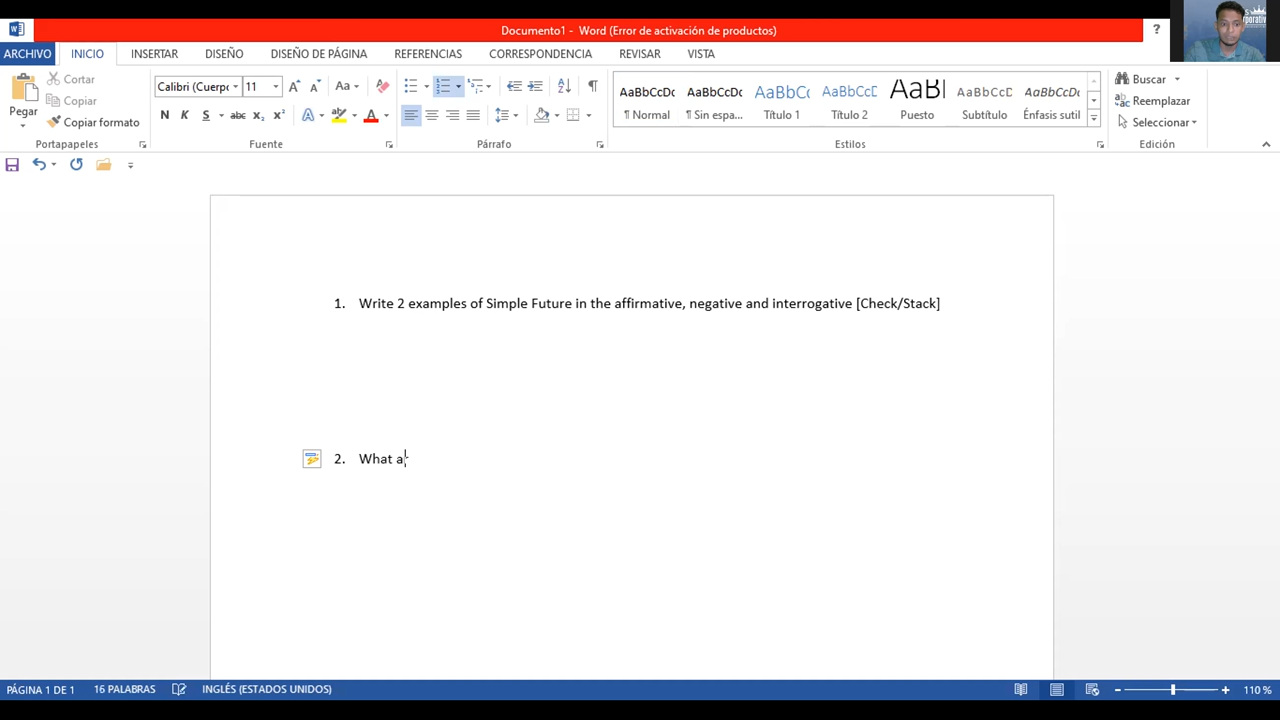 Documento1 - Word (Error de activación de productos)
?
ARCHIVO INICIO INSERTAR DISEÑO DISEÑO DE PÁGINA REFERENCIAS CORRESPONDENCIA REVISAR VISTA
Pegar
Cortar
Copiar
Copiar formato
Portapapeles
Calibri (Cuerpo 11
Fuente
Párrafo
AaBbCcDc AaBbCcDc AaBbCc AaBbCcD AaBl AaBbCcD AaBbCcDc
¶ Normal ¶ Sin espa... Título 1 Título 2 Puesto Subtítulo Énfasis sutil
Estilos
Buscar
Reemplazar
Seleccionar
Edición
1. Write 2 examples of Simple Future in the affirmative, negative and interrogative [Check/Stack]
2. What a
PÁGINA 1 DE 1 16 PALABRAS INGLÉS (ESTADOS UNIDOS) 110 %